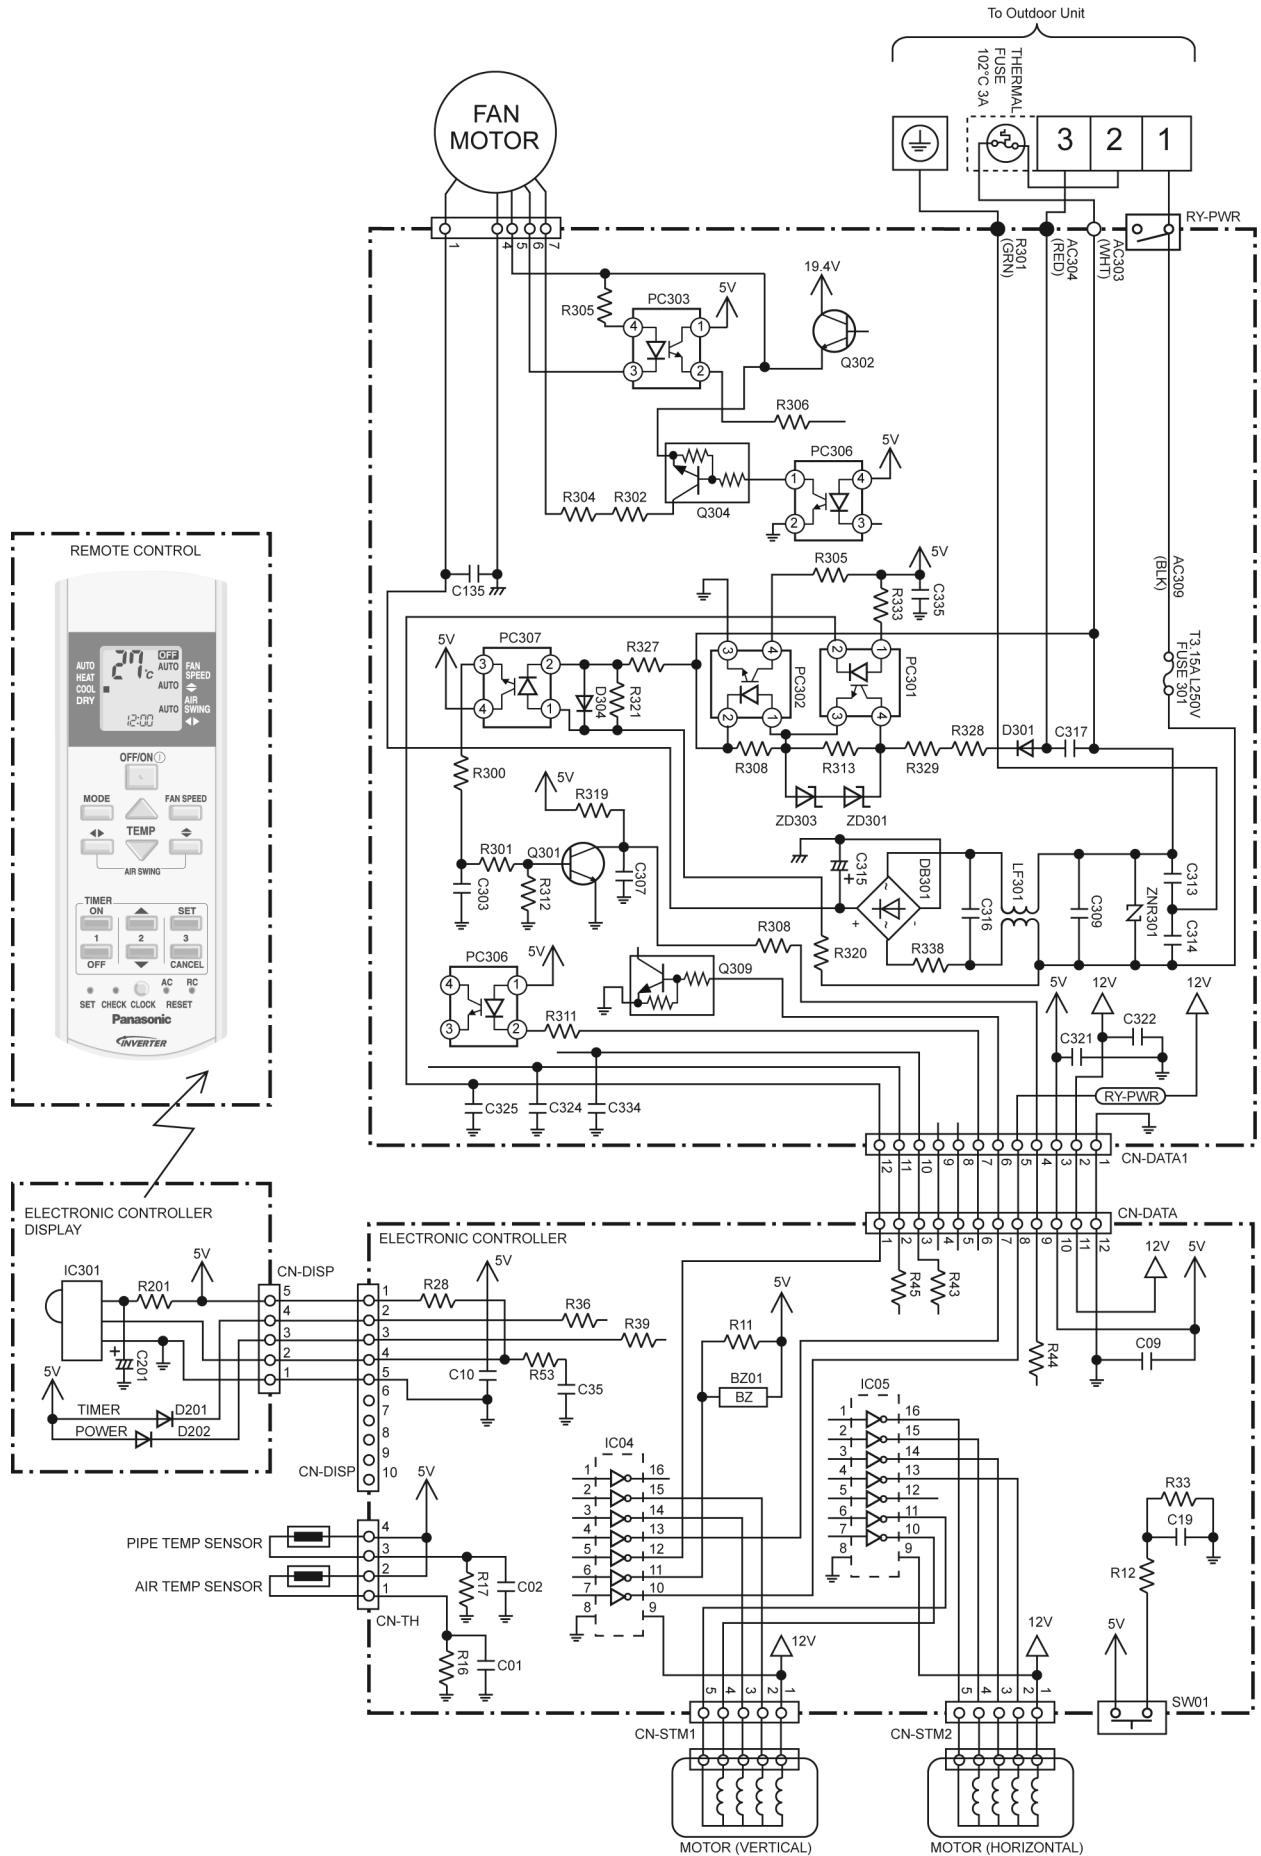 To Outdoor Unit
THERMAL
FUSE
102°C 3A
3 2 1
FAN
MOTOR
1 4 5 6 7
RY-PWR
R301
(GRN)
AC304
(RED)
AC303
(WHT)
19.4V
5V
PC303
R305
4 1
3 2
Q302
R306
5V
PC306
1 4
2 3
Q304
R304 R302
C135
R305
5V
R333
C335
AC309
(BLK)
T3.15A L250V
FUSE 301
5V
PC307
3 2
4 1
R327
D304
R321
3 4
2 1
PC302
2 1
3 4
PC301
R308 R313 R329 R328 D301 C317
ZD303 ZD301
R300
5V
R319
R301 Q301
C303
R312
C307
C315
+
DB301
~
~
+ -
C316
LF301
C309
ZNR301
C313
C314
R308
R320
R338
PC306
5V
4 1
3 2
R311
Q309
5V 12V 12V
C321 C322
RY-PWR
C325 C324 C334
12 11 10 9 8 7 6 5 4 3 2 1
CN-DATA1
CN-DATA
1 2 3 4 5 6 7 8 9 10 11 12
REMOTE CONTROL
OFF
27°C
AUTO
HEAT
COOL
DRY
AUTO FAN
SPEED
AUTO
AIR
SWING
AUTO
12:00
OFF/ON
MODE FAN SPEED
TEMP
AIR SWING
TIMER
ON SET
1 2 3
OFF CANCEL
AC RC
SET CHECK CLOCK RESET
Panasonic
INVERTER
ELECTRONIC CONTROLLER
DISPLAY
IC301
R201
5V
CN-DISP
5
4
3
2
1
+
C201
5V
TIMER D201
POWER D202
ELECTRONIC CONTROLLER
1
2
3
4
5
6
7
8
9
10
CN-DISP
R28
5V
R36
R39
C10
R53
C35
R45
R43
R44
12V 5V
C09
5V
R11
BZ01
BZ
IC04
1 16
2 15
3 14
4 13
5 12
6 11
7 10
8 9
IC05
1 16
2 15
3 14
4 13
5 12
6 11
7 10
8 9
5V
PIPE TEMP SENSOR
AIR TEMP SENSOR
4
3
2
1
CN-TH
R17
C02
R16
C01
R33
C19
R12
5V
SW01
12V
5 4 3 2 1
CN-STM1
MOTOR (VERTICAL)
12V
5 4 3 2 1
CN-STM2
MOTOR (HORIZONTAL)